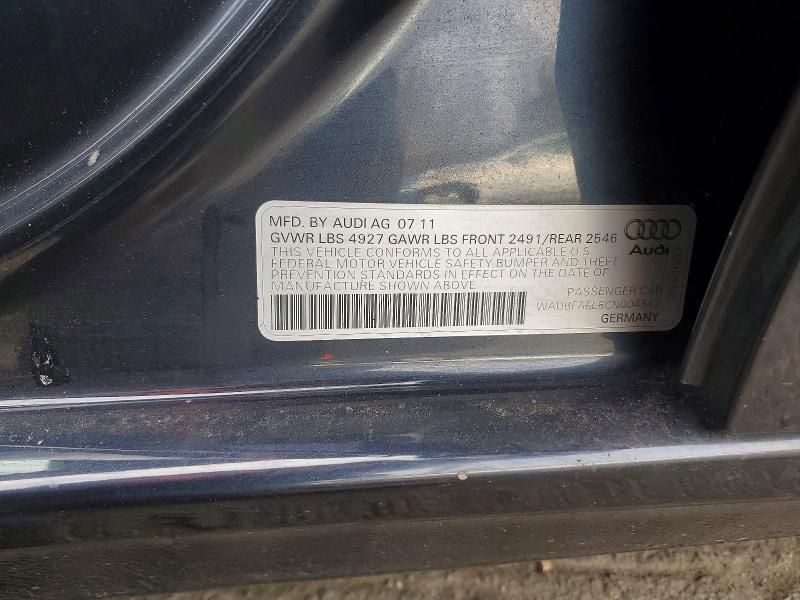 MFD. BY AUDI AG 07 11
GVWR LBS 4927 GAWR LBS FRONT 2491/REAR 2546
THIS VEHICLE CONFORMS TO ALL APPLICABLE U.S.
FEDERAL MOTOR VEHICLE SAFETY, BUMPER AND THEFT
PREVENTION STANDARDS IN EFFECT ON THE DATE OF
MANUFACTURE SHOWN ABOVE.
Audi
PASSENGER CAR
GERMANY